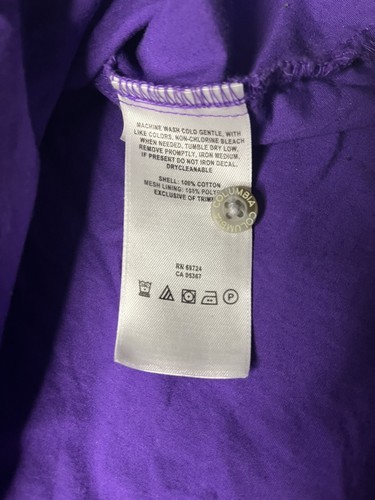 MACHINE WASH COLD GENTLE, WITH
LIKE COLORS, NON-CHLORINE BLEACH
WHEN NEEDED, TUMBLE DRY LOW,
REMOVE PROMPTLY, IRON MEDIUM,
IF PRESENT DO NOT IRON DECAL.
DRYCLEANABLE
SHELL: 100% COTTON
MESH LINING: 100%
EXCLUSIVE OF
COLUMBIA
RN 69724
CA 05367
P